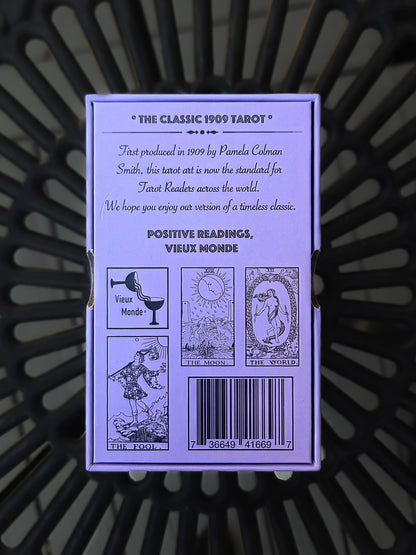 * THE CLASSIC 1909 TAROT *
First produced in 1909 by Pamela Colman
Smith, this tarot art is now the standard for
Tarot Readers across the world.
We hope you enjoy our version of a timeless classic.
POSITIVE READINGS,
VIEUX MONDE
Vieux
Monde
XVIII
THE MOON.
XXI
THE WORLD.
THE FOOL.
7 36649 41669 7